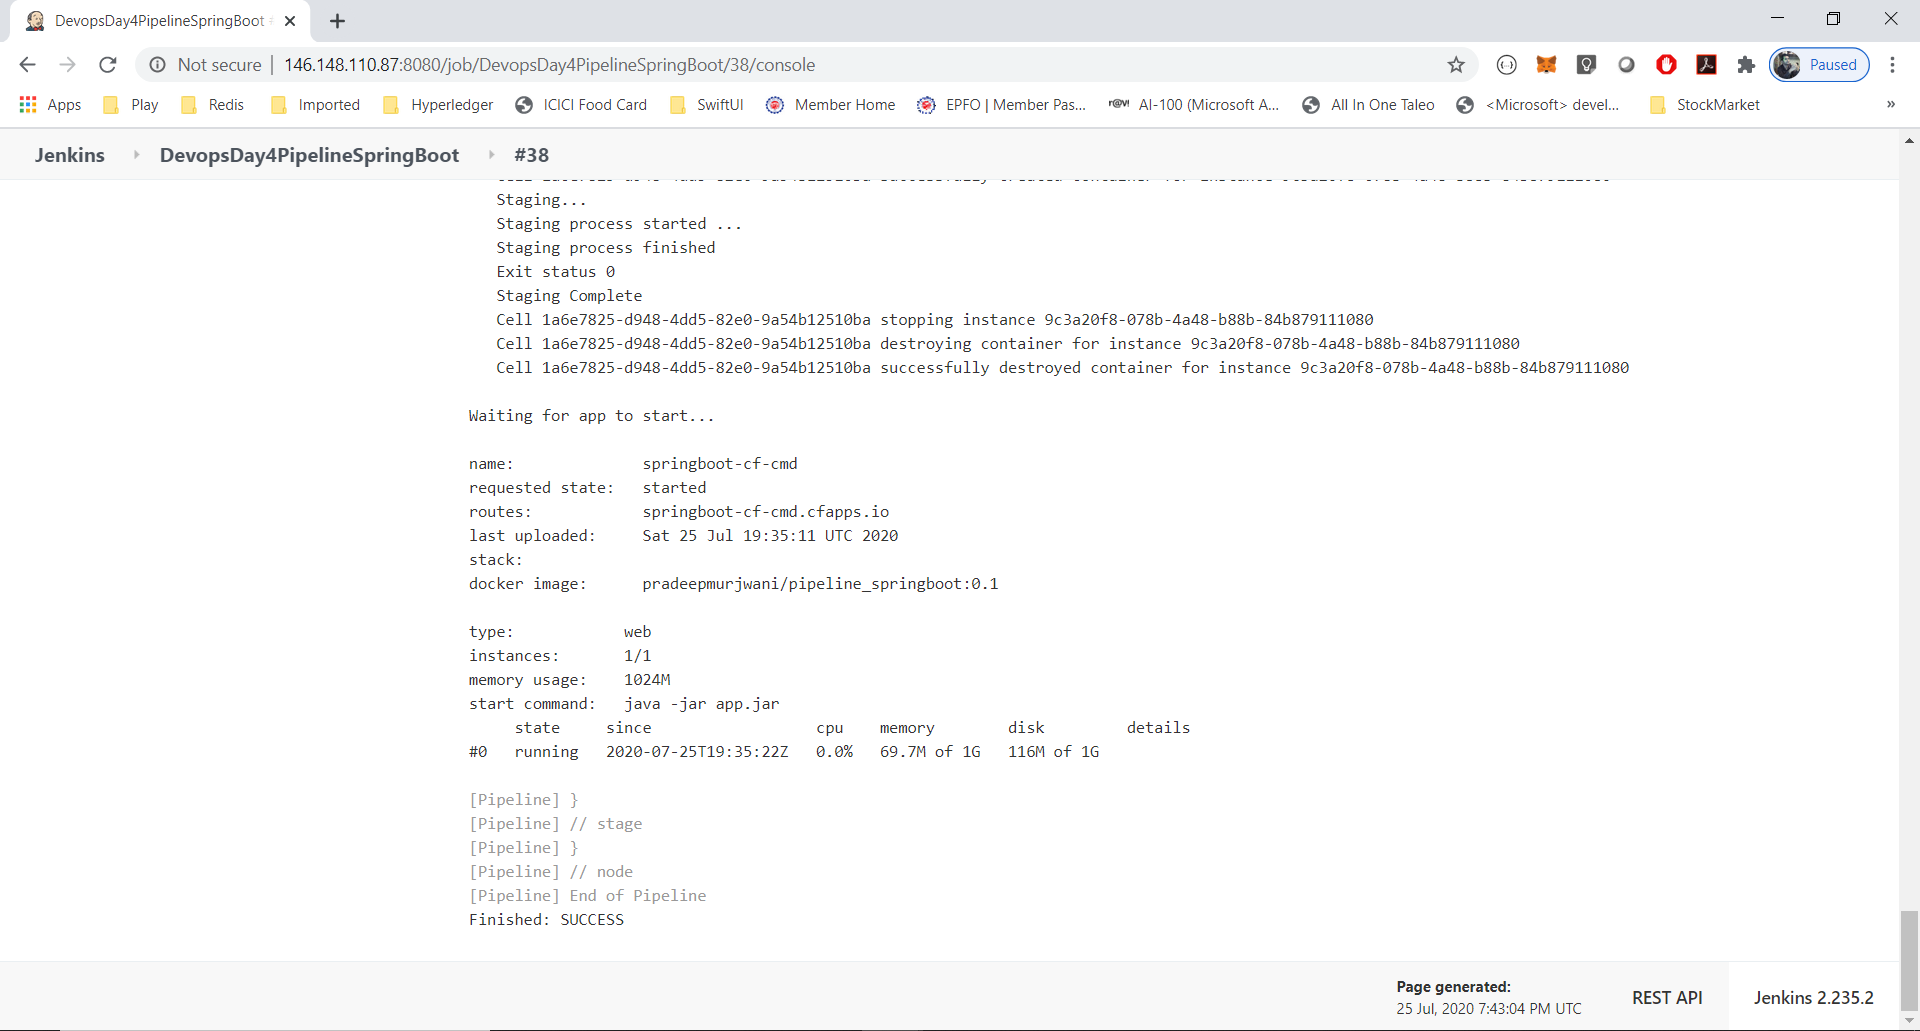 DevopsDay4PipelineSpringBoot
Not secure | 146.148.110.87:8080/job/DevopsDay4PipelineSpringBoot/38/console
Paused
Apps Play Redis Imported Hyperledger ICICI Food Card SwiftUI Member Home EPFO | Member Pas... r@v! AI-100 (Microsoft A... All In One Taleo <Microsoft> devel... StockMarket »
Jenkins DevopsDay4PipelineSpringBoot #38
Staging...
Staging process started ...
Staging process finished
Exit status 0
Staging Complete
Cell 1a6e7825-d948-4dd5-82e0-9a54b12510ba stopping instance 9c3a20f8-078b-4a48-b88b-84b879111080
Cell 1a6e7825-d948-4dd5-82e0-9a54b12510ba destroying container for instance 9c3a20f8-078b-4a48-b88b-84b879111080
Cell 1a6e7825-d948-4dd5-82e0-9a54b12510ba successfully destroyed container for instance 9c3a20f8-078b-4a48-b88b-84b879111080
Waiting for app to start...
name: springboot-cf-cmd
requested state: started
routes: springboot-cf-cmd.cfapps.io
last uploaded: Sat 25 Jul 19:35:11 UTC 2020
stack:
docker image: pradeepmurjwani/pipeline_springboot:0.1
type: web
instances: 1/1
memory usage: 1024M
start command: java -jar app.jar
state since cpu memory disk details
#0 running 2020-07-25T19:35:22Z 0.0% 69.7M of 1G 116M of 1G
[Pipeline] }
[Pipeline] // stage
[Pipeline] }
[Pipeline] // node
[Pipeline] End of Pipeline
Finished: SUCCESS
Page generated:
25 Jul, 2020 7:43:04 PM UTC
REST API
Jenkins 2.235.2